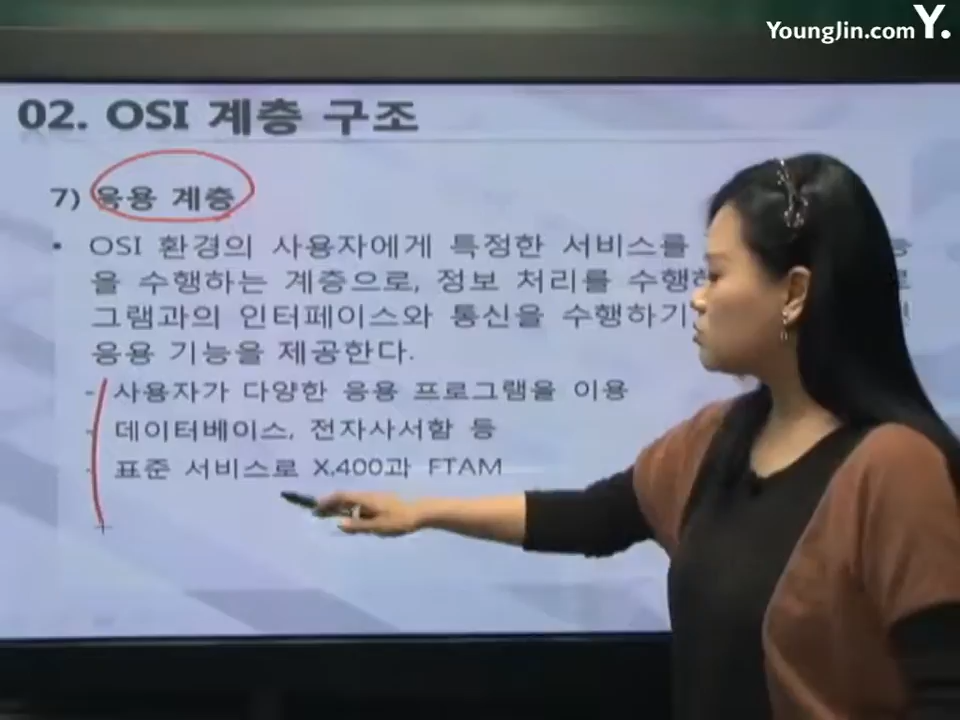 YoungJin.com Y.
02. OSI 계층 구조
7) 응용 계층
• OSI 환경의 사용자에게 특정한 서비스를
을 수행하는 계층으로, 정보 처리를
그램과의 인터페이스와 통신을 수행하기
응용 기능을 제공한다.
- 사용자가 다양한 응용 프로그램을 이용
- 데이터베이스, 전자사서함 등
- 표준 서비스로 X.400과 FTAM